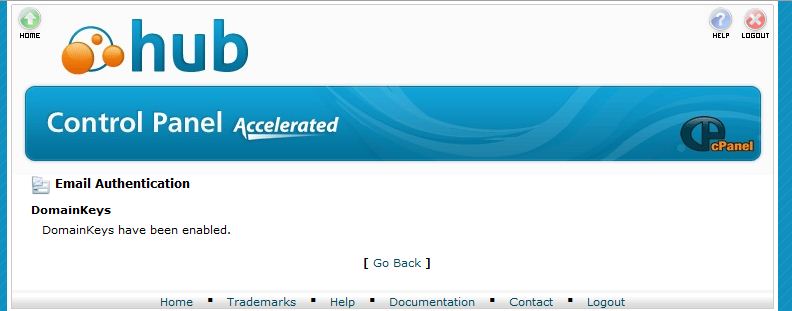 HOME
hub
HELP
LOGOUT
Control Panel Accelerated
cPanel
Email Authentication
DomainKeys
DomainKeys have been enabled.
[ Go Back ]
Home ▪ Trademarks ▪ Help ▪ Documentation ▪ Contact ▪ Logout